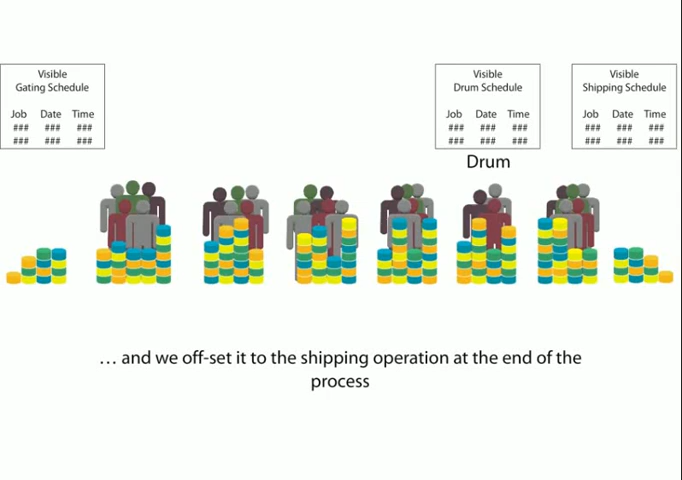 Visible
Gating Schedule
Job Date Time
### ### ###
### ### ###
Visible
Drum Schedule
Job Date Time
### ### ###
### ### ###
Visible
Shipping Schedule
Job Date Time
### ### ###
### ### ###
Drum
… and we off-set it to the shipping operation at the end of the
process